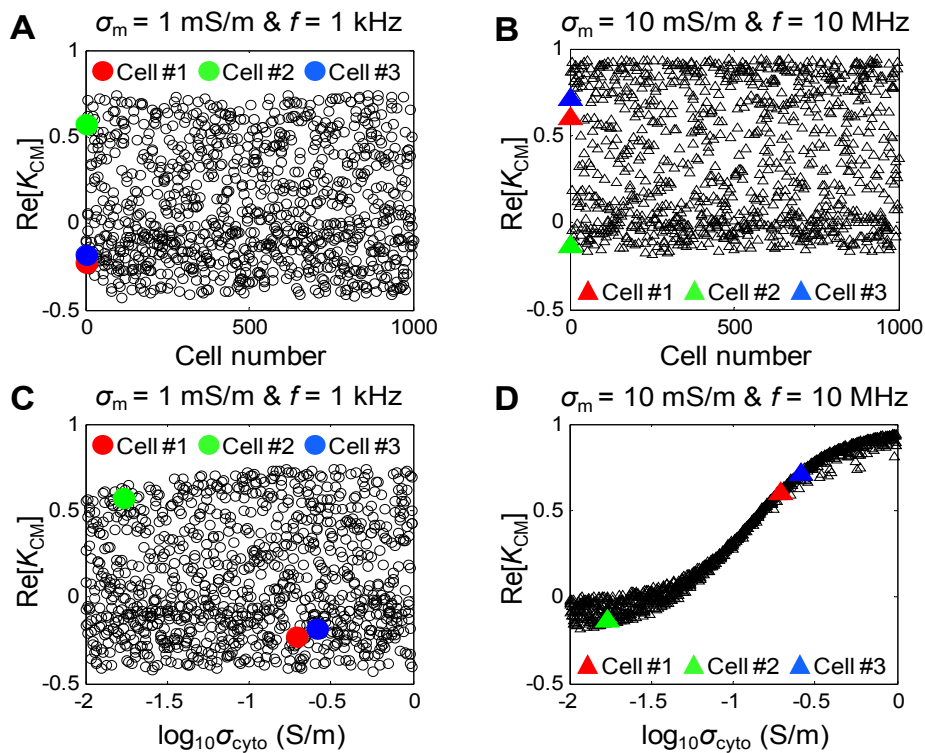 A σm = 1 mS/m & f = 1 kHz
Cell #1 Cell #2 Cell #3
1
0.5
0
-0.5
Re[KCM]
0 500 1000
Cell number
B σm = 10 mS/m & f = 10 MHz
1
0.5
0
-0.5
Re[KCM]
Cell #1 Cell #2 Cell #3
0 500 1000
Cell number
C σm = 1 mS/m & f = 1 kHz
Cell #1 Cell #2 Cell #3
1
0.5
0
-0.5
Re[KCM]
-2 -1.5 -1 -0.5 0
log10σcyto (S/m)
D σm = 10 mS/m & f = 10 MHz
1
0.5
0
-0.5
Re[KCM]
Cell #1 Cell #2 Cell #3
-2 -1.5 -1 -0.5 0
log10σcyto (S/m)